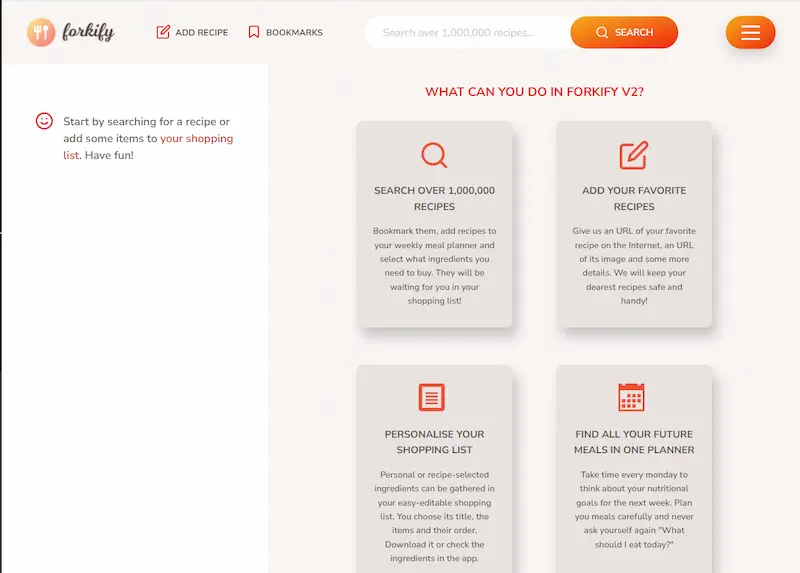 forkify
ADD RECIPE
BOOKMARKS
Search over 1,000,000 recipes...
SEARCH
Start by searching for a recipe or
add some items to your shopping
list. Have fun!
WHAT CAN YOU DO IN FORKIFY V2?
SEARCH OVER 1,000,000
RECIPES
Bookmark them, add recipes to
your weekly meal planner and
select what ingredients you
need to buy. They will be
waiting for you in your
shopping list!
ADD YOUR FAVORITE
RECIPES
Give us an URL of your favorite
recipe on the Internet, an URL
of its image and some more
details. We will keep your
dearest recipes safe and
handy!
PERSONALISE YOUR
SHOPPING LIST
Personal or recipe-selected
ingredients can be gathered in
your easy-editable shopping
list. You choose its title, the
items and their order.
Download it or check the
ingredients in the app.
FIND ALL YOUR FUTURE
MEALS IN ONE PLANNER
Take time every monday to
think about your nutritional
goals for the next week. Plan
you meals carefully and never
ask yourself again "What
should I eat today?"